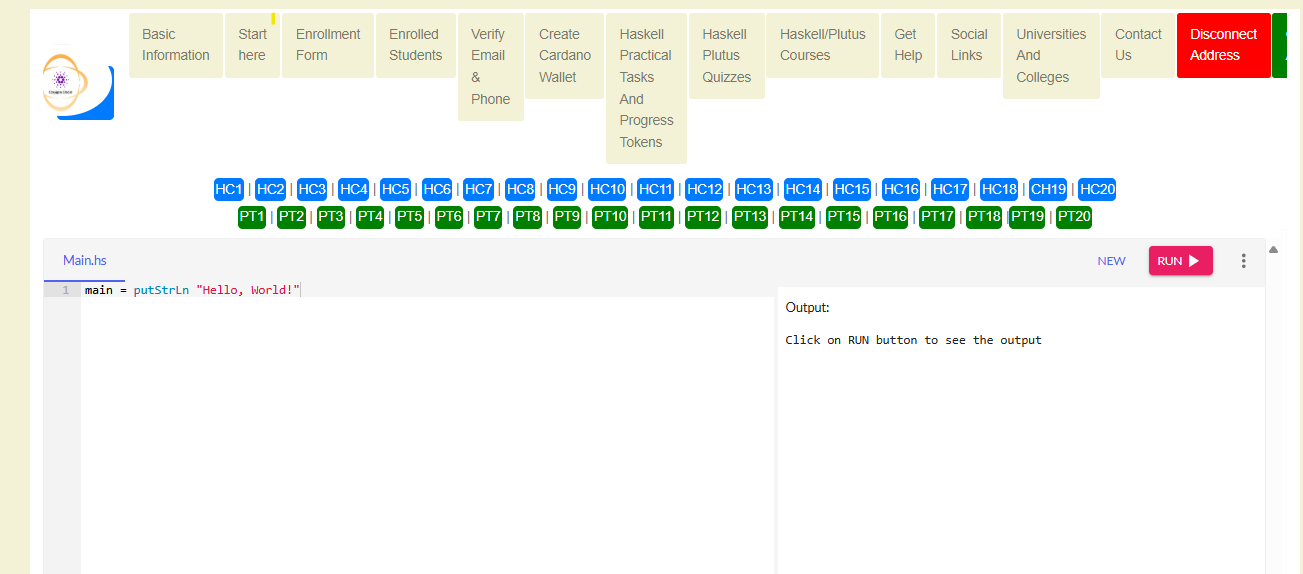 Basic Information
Start here
Enrollment Form
Enrolled Students
Verify Email & Phone
Create Cardano Wallet
Haskell Practical Tasks And Progress Tokens
Haskell Plutus Quizzes
Haskell/Plutus Courses
Get Help
Social Links
Universities And Colleges
Contact Us
Disconnect Address
HC1 | HC2 | HC3 | HC4 | HC5 | HC6 | HC7 | HC8 | HC9 | HC10 | HC11 | HC12 | HC13 | HC14 | HC15 | HC16 | HC17 | HC18 | CH19 | HC20
PT1 | PT2 | PT3 | PT4 | PT5 | PT6 | PT7 | PT8 | PT9 | PT10 | PT11 | PT12 | PT13 | PT14 | PT15 | PT16 | PT17 | PT18 | PT19 | PT20
Main.hs
NEW
RUN
1 main = putStrLn "Hello, World!"
Output:
Click on RUN button to see the output